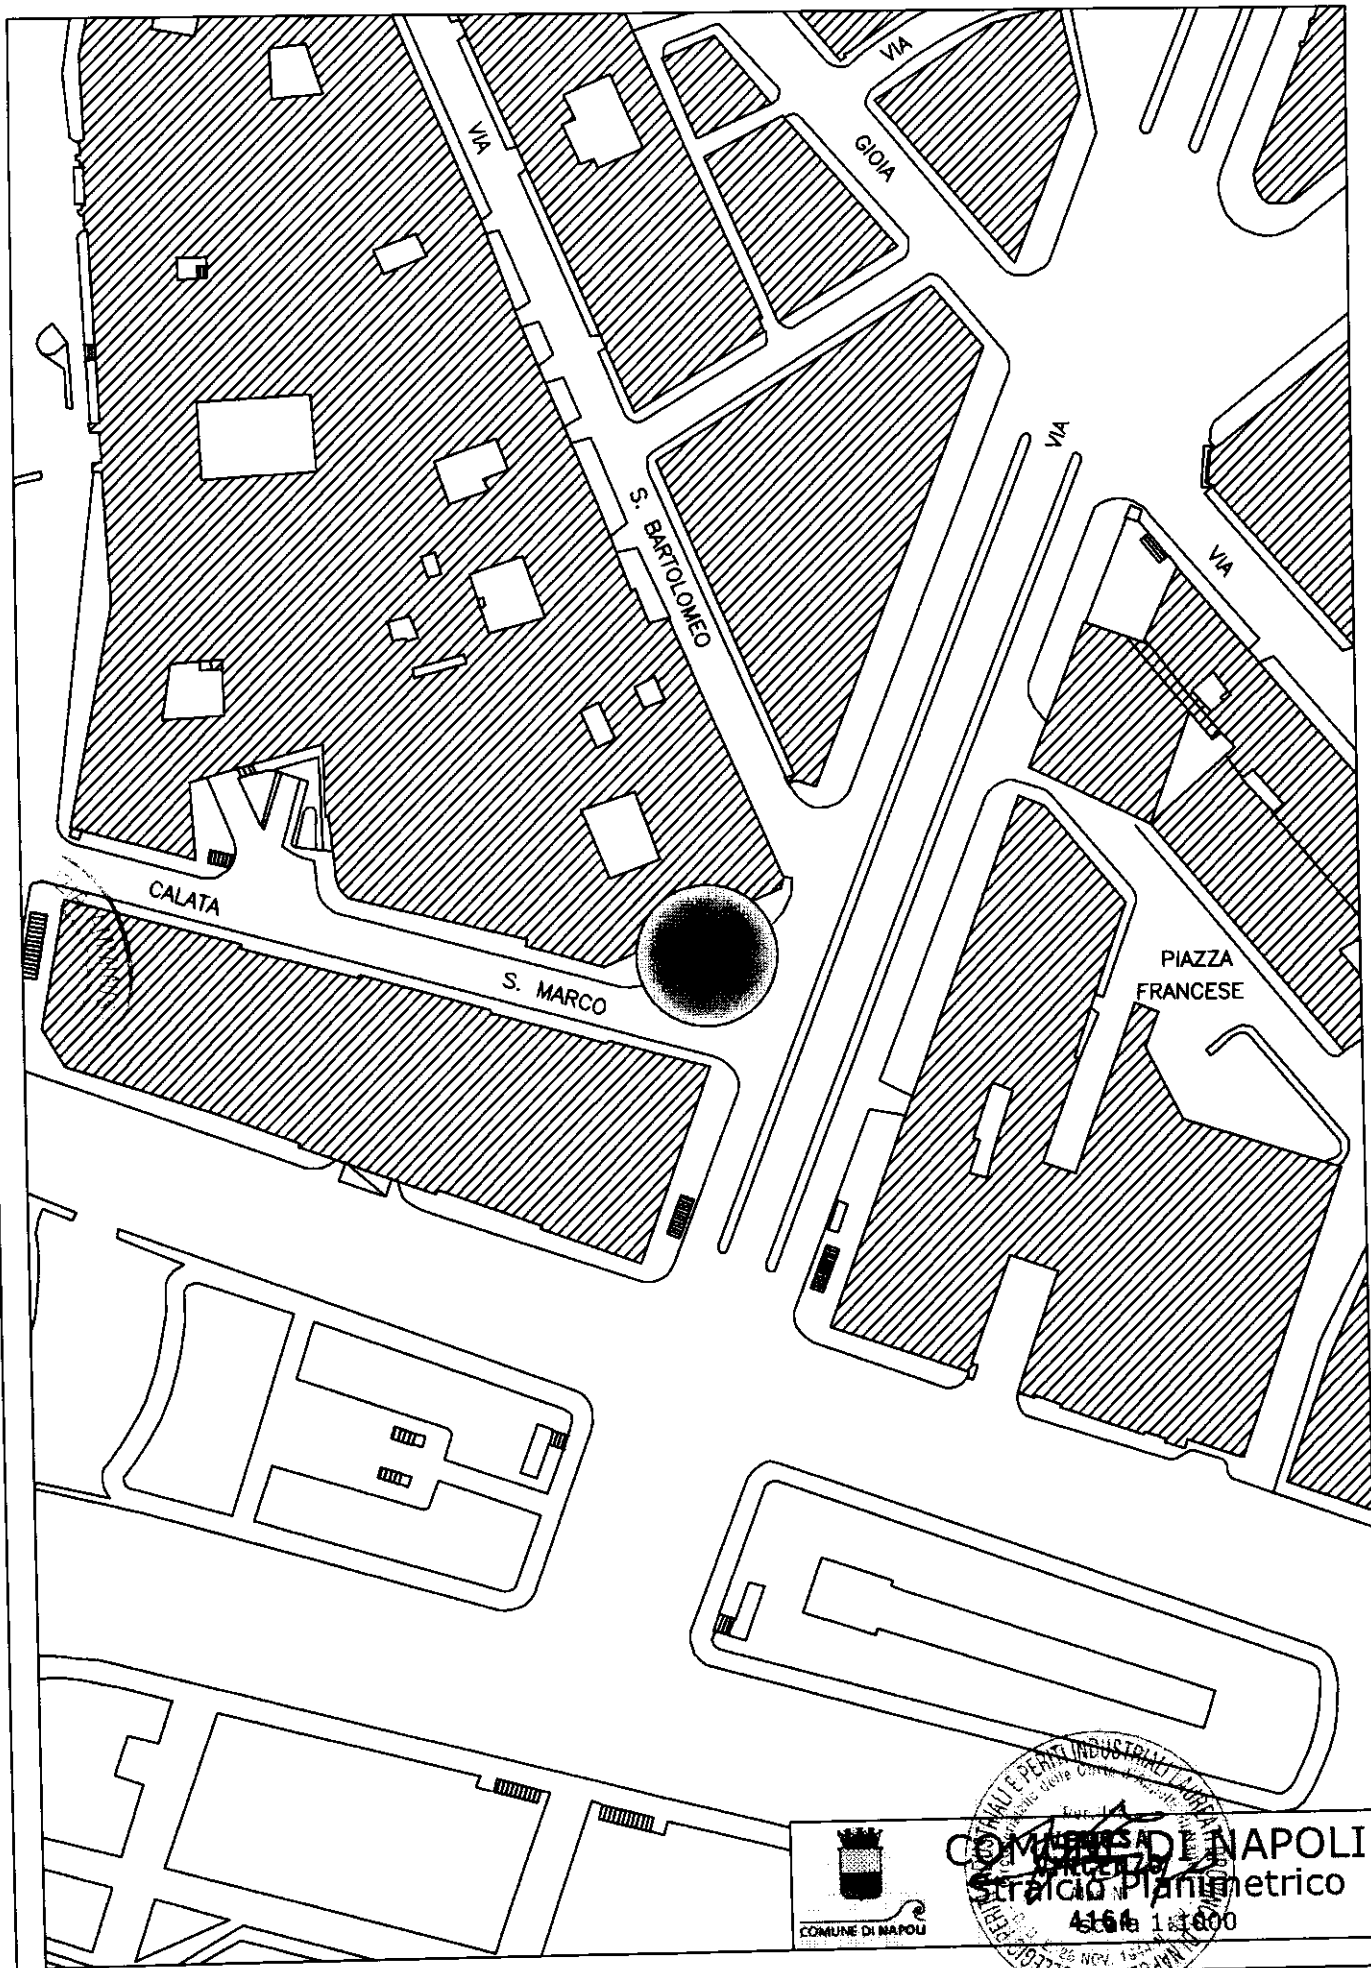 VIA
VIA
GIOIA
VIA
S. BARTOLOMEO
VIA
CALATA
S. MARCO
PIAZZA
FRANCESE
COMUNE DI NAPOLI
Stralcio Planimetrico
scala 1:1000
COMUNE DI NAPOLI
4164